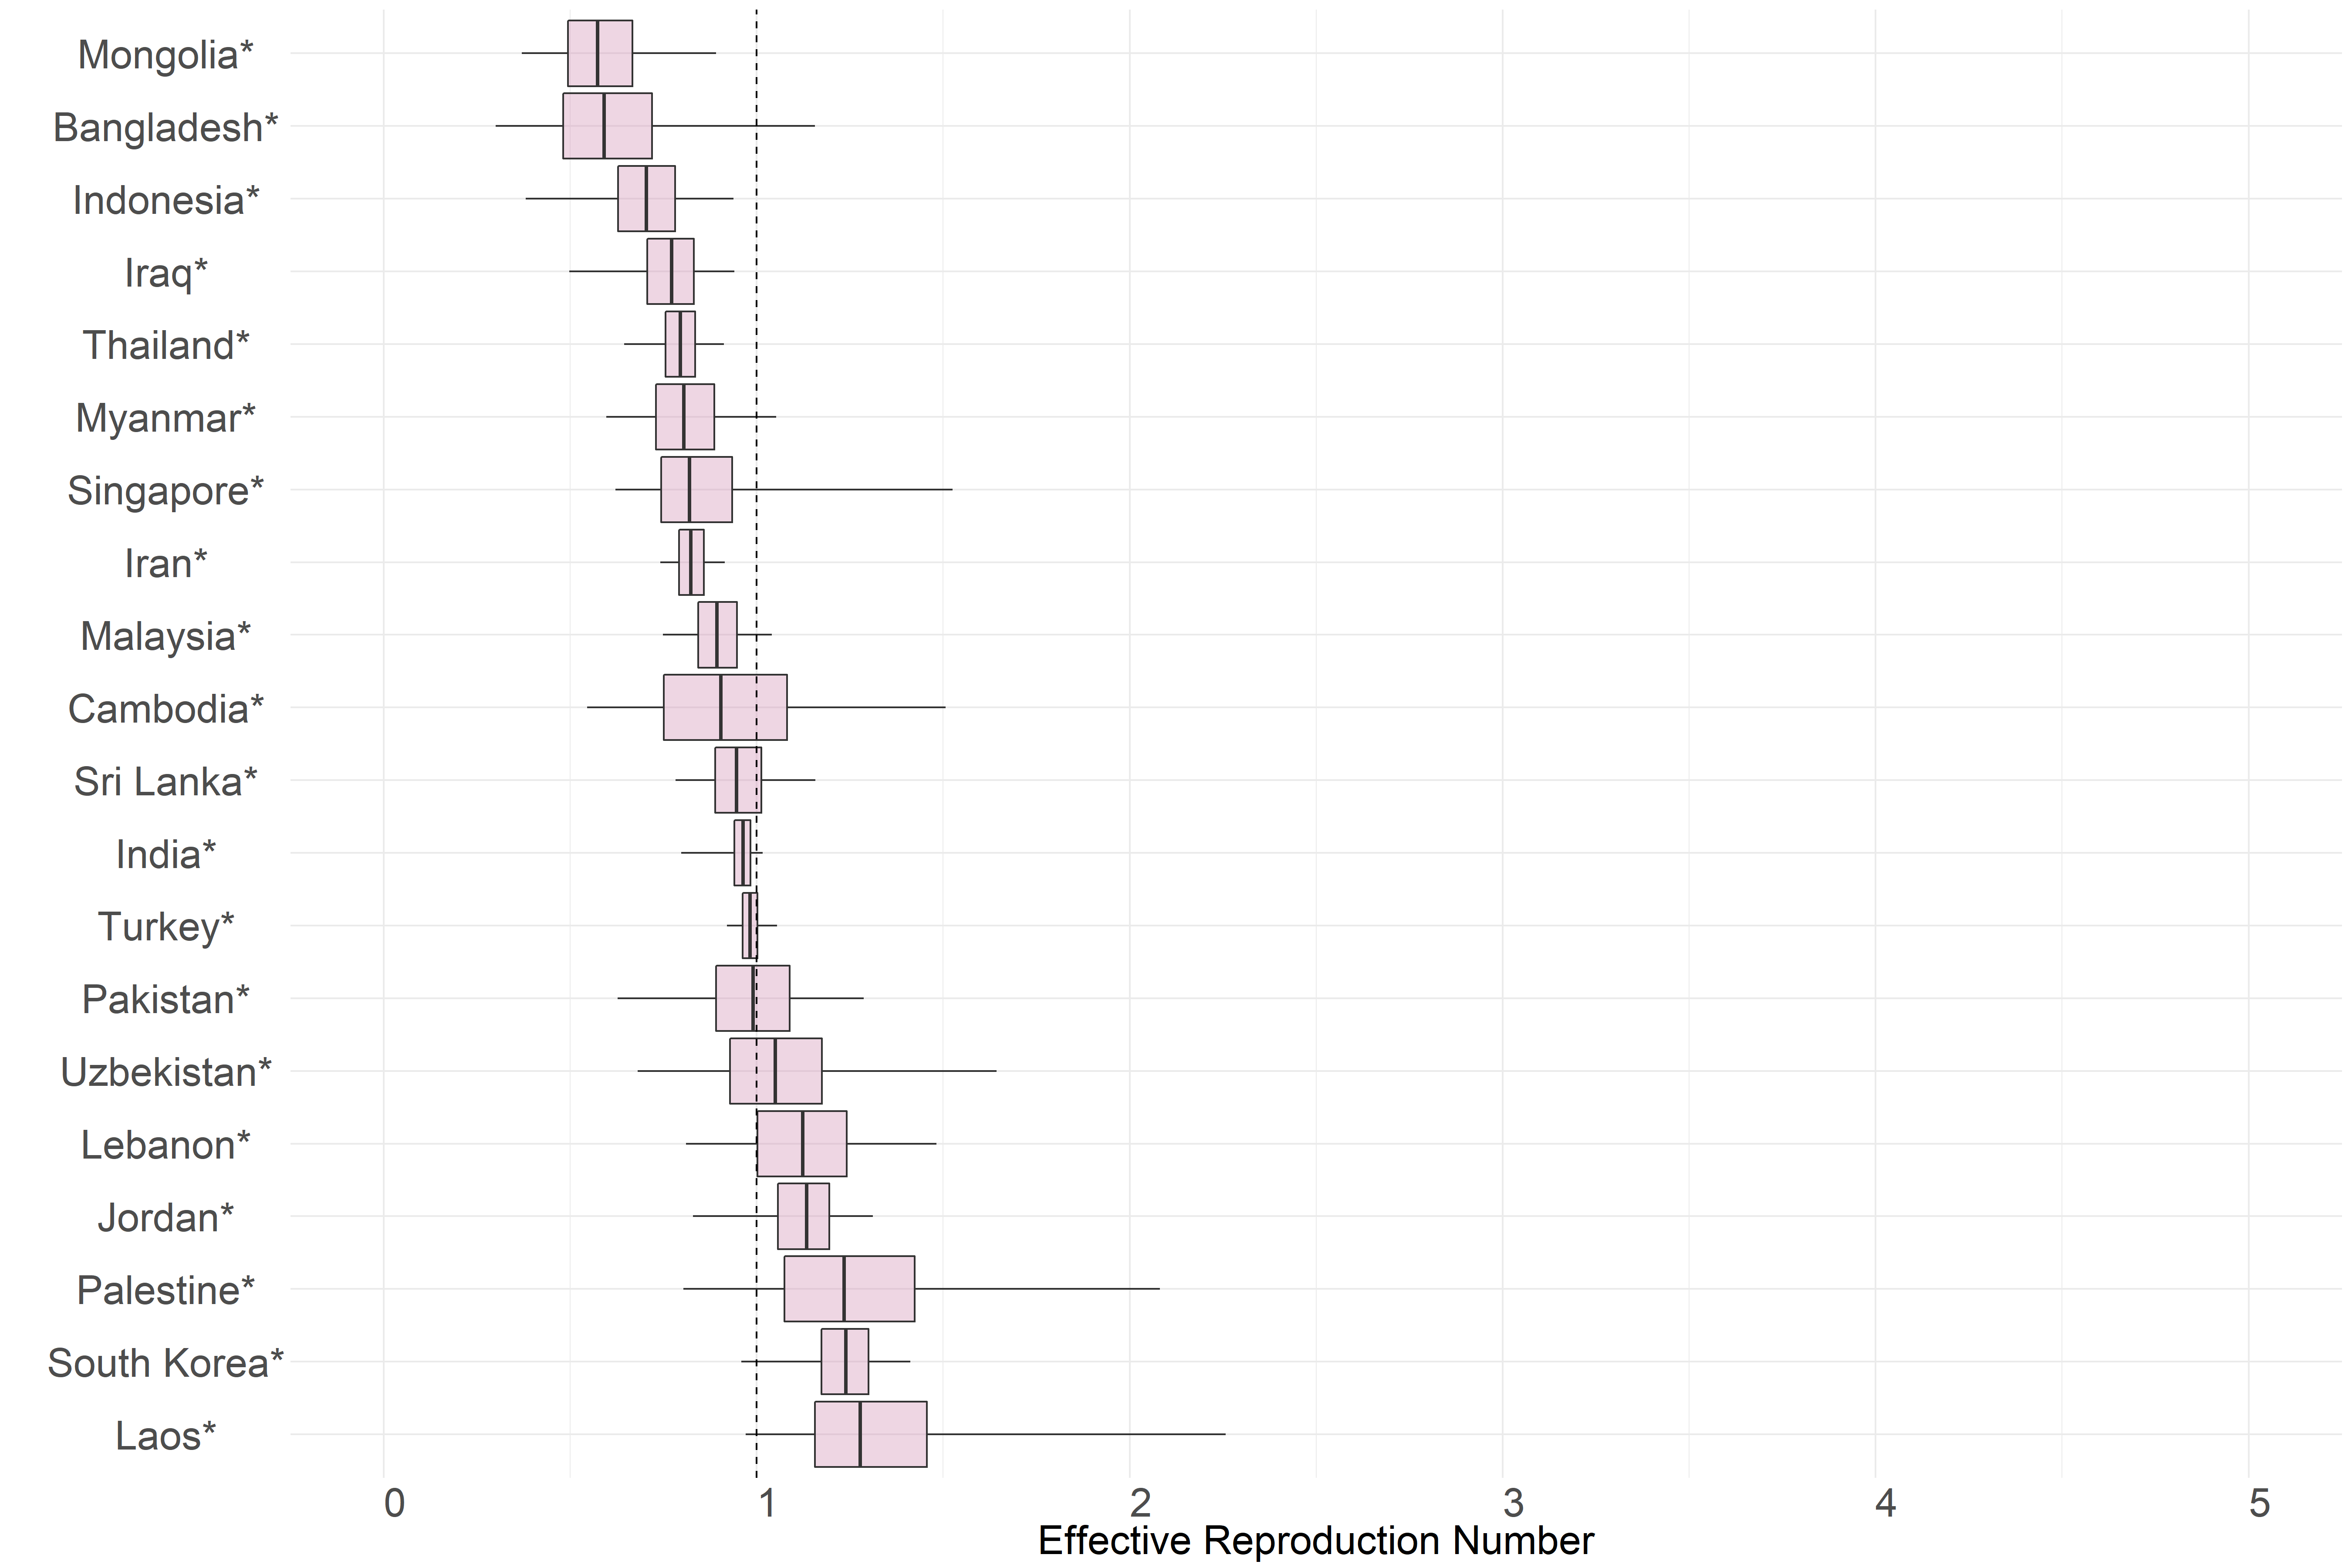 Mongolia*
Bangladesh*
Indonesia*
Iraq*
Thailand*
Myanmar*
Singapore*
Iran*
Malaysia*
Cambodia*
Sri Lanka*
India*
Turkey*
Pakistan*
Uzbekistan*
Lebanon*
Jordan*
Palestine*
South Korea*
Laos*
0 1 2 3 4 5
Effective Reproduction Number